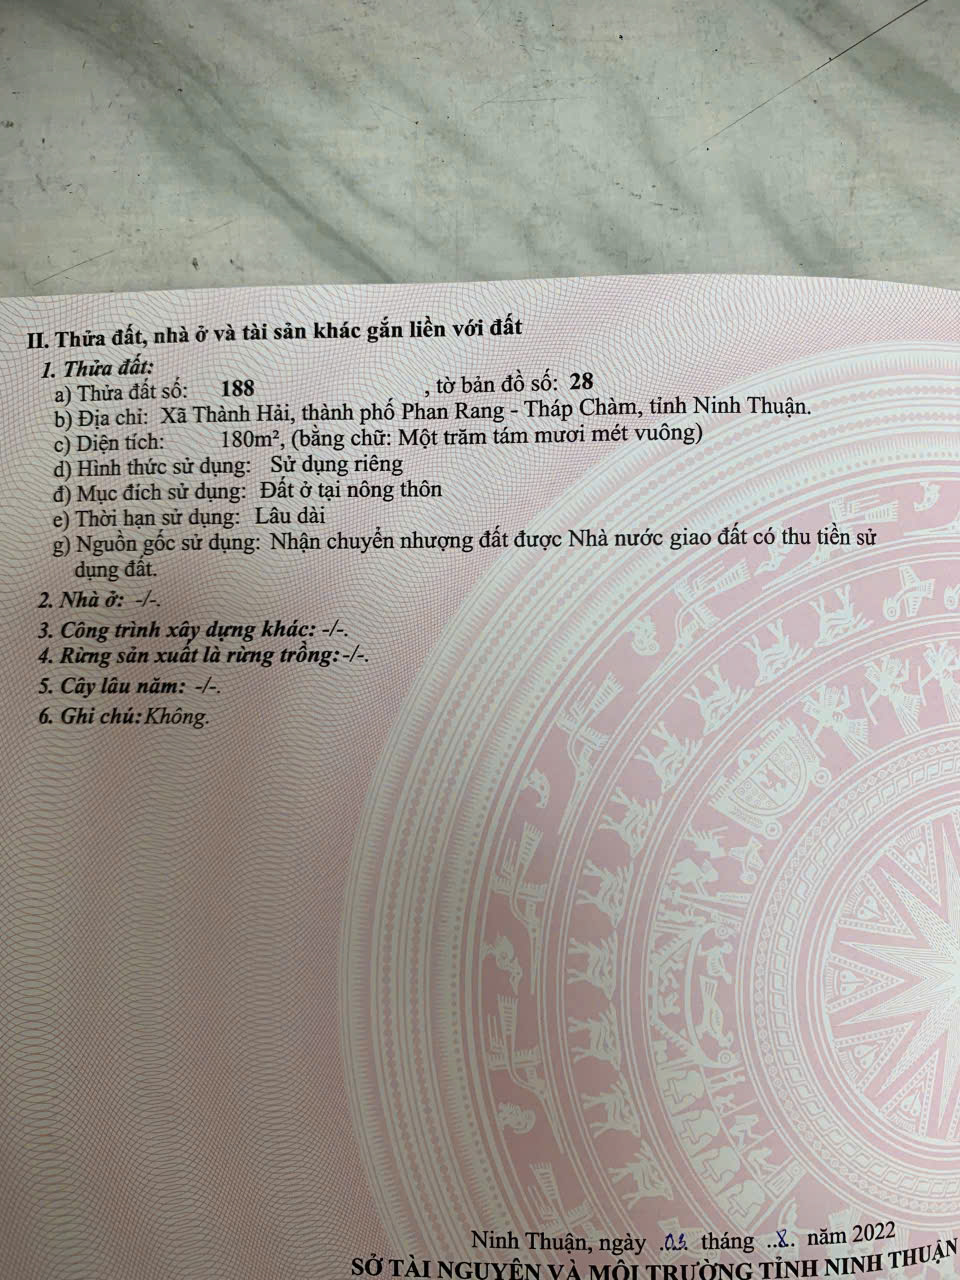 II. Thửa đất, nhà ở và tài sản khác gắn liền với đất
1. Thửa đất:
a) Thửa đất số: 188 , tờ bản đồ số: 28
b) Địa chỉ: Xã Thành Hải, thành phố Phan Rang - Tháp Chàm, tỉnh Ninh Thuận.
c) Diện tích: 180m², (bằng chữ: Một trăm tám mươi mét vuông)
d) Hình thức sử dụng: Sử dụng riêng
đ) Mục đích sử dụng: Đất ở tại nông thôn
e) Thời hạn sử dụng: Lâu dài
g) Nguồn gốc sử dụng: Nhận chuyển nhượng đất được Nhà nước giao đất có thu tiền sử
dụng đất.
2. Nhà ở: -/-.
3. Công trình xây dựng khác: -/-.
4. Rừng sản xuất là rừng trồng: -/-.
5. Cây lâu năm: -/-.
6. Ghi chú: Không.
Ninh Thuận, ngày tháng ..8.. năm 2022
SỞ TÀI NGUYÊN VÀ MÔI TRƯỜNG TỈNH NINH THUẬN